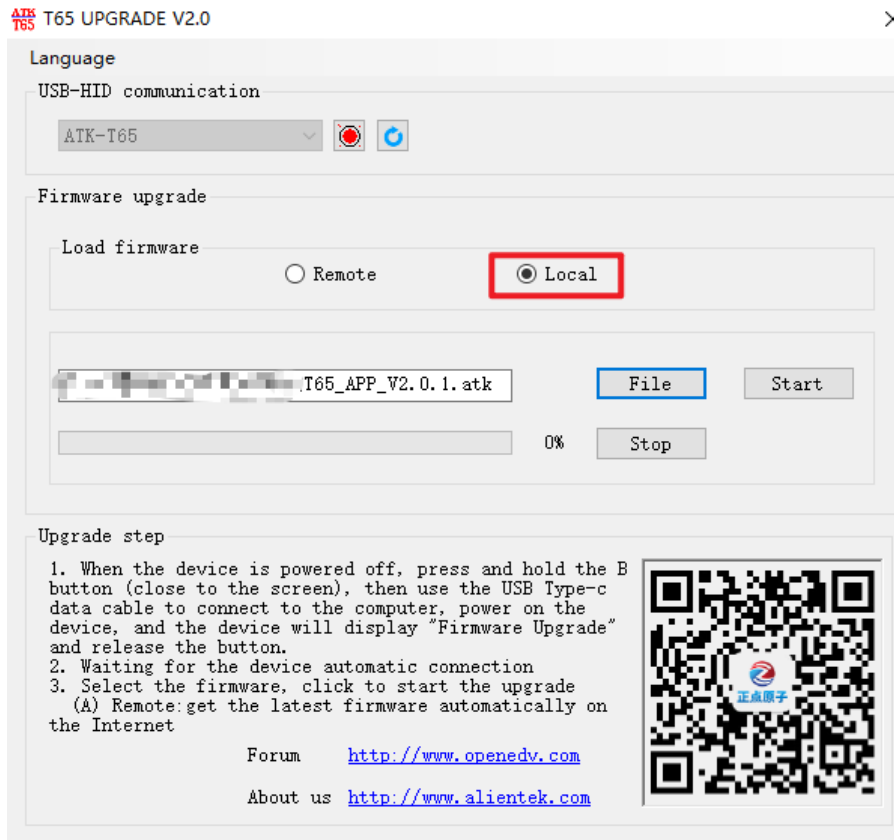 ATK T65 T65 UPGRADE V2.0
Language
USB-HID communication
ATK-T65
Firmware upgrade
Load firmware
Remote Local
T65_APP_V2.0.1.atk File Start
0% Stop
Upgrade step
1. When the device is powered off, press and hold the B
button (close to the screen), then use the USB Type-c
data cable to connect to the computer, power on the
device, and the device will display "Firmware Upgrade"
and release the button.
2. Waiting for the device automatic connection
3. Select the firmware, click to start the upgrade
(A) Remote:get the latest firmware automatically on
the Internet
正点原子
Forum http://www.openedv.com
About us http://www.alientek.com